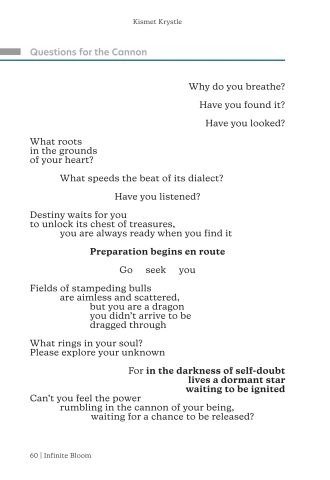 Kismet Krystle
Questions for the Cannon
Why do you breathe?
Have you found it?
Have you looked?
What roots
in the grounds
of your heart?
What speeds the beat of its dialect?
Have you listened?
Destiny waits for you
to unlock its chest of treasures,
you are always ready when you find it
Preparation begins en route
Go seek you
Fields of stampeding bulls
are aimless and scattered,
but you are a dragon
you didn't arrive to be
dragged through
What rings in your soul?
Please explore your unknown
For in the darkness of self-doubt
lives a dormant star
waiting to be ignited
Can't you feel the power
rumbling in the cannon of your being,
waiting for a chance to be released?
60 | Infinite Bloom